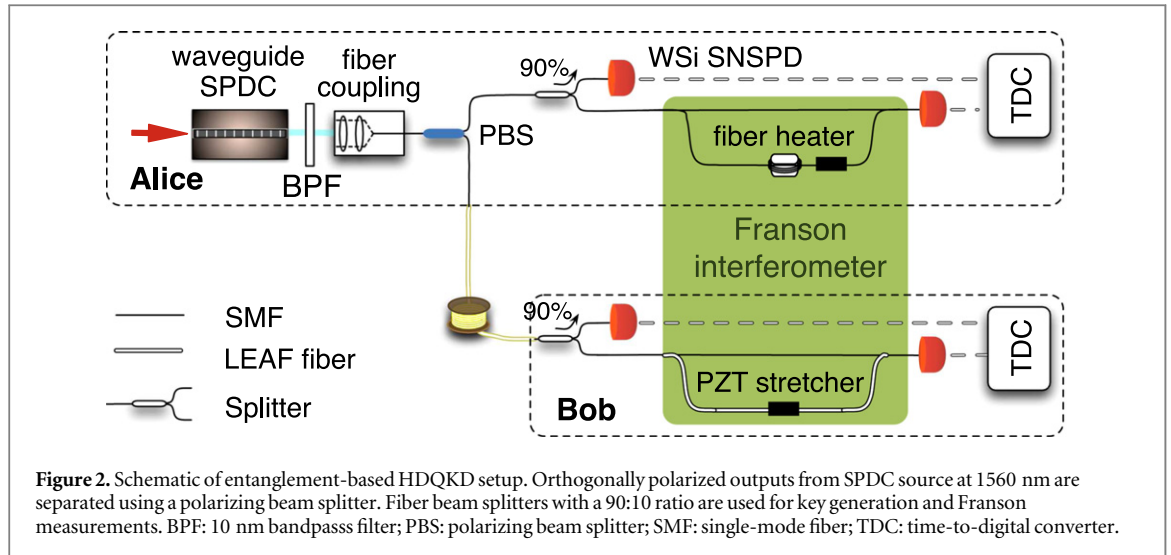 waveguide
SPDC
fiber
coupling
90%
WSi SNSPD
TDC
PBS
fiber heater
Alice
BPF
Franson
interferometer
SMF
LEAF fiber
Splitter
90%
TDC
PZT stretcher
Bob
Figure 2. Schematic of entanglement-based HDQKD setup. Orthogonally polarized outputs from SPDC source at 1560 nm are
separated using a polarizing beam splitter. Fiber beam splitters with a 90:10 ratio are used for key generation and Franson
measurements. BPF: 10 nm bandpasss filter; PBS: polarizing beam splitter; SMF: single-mode fiber; TDC: time-to-digital converter.